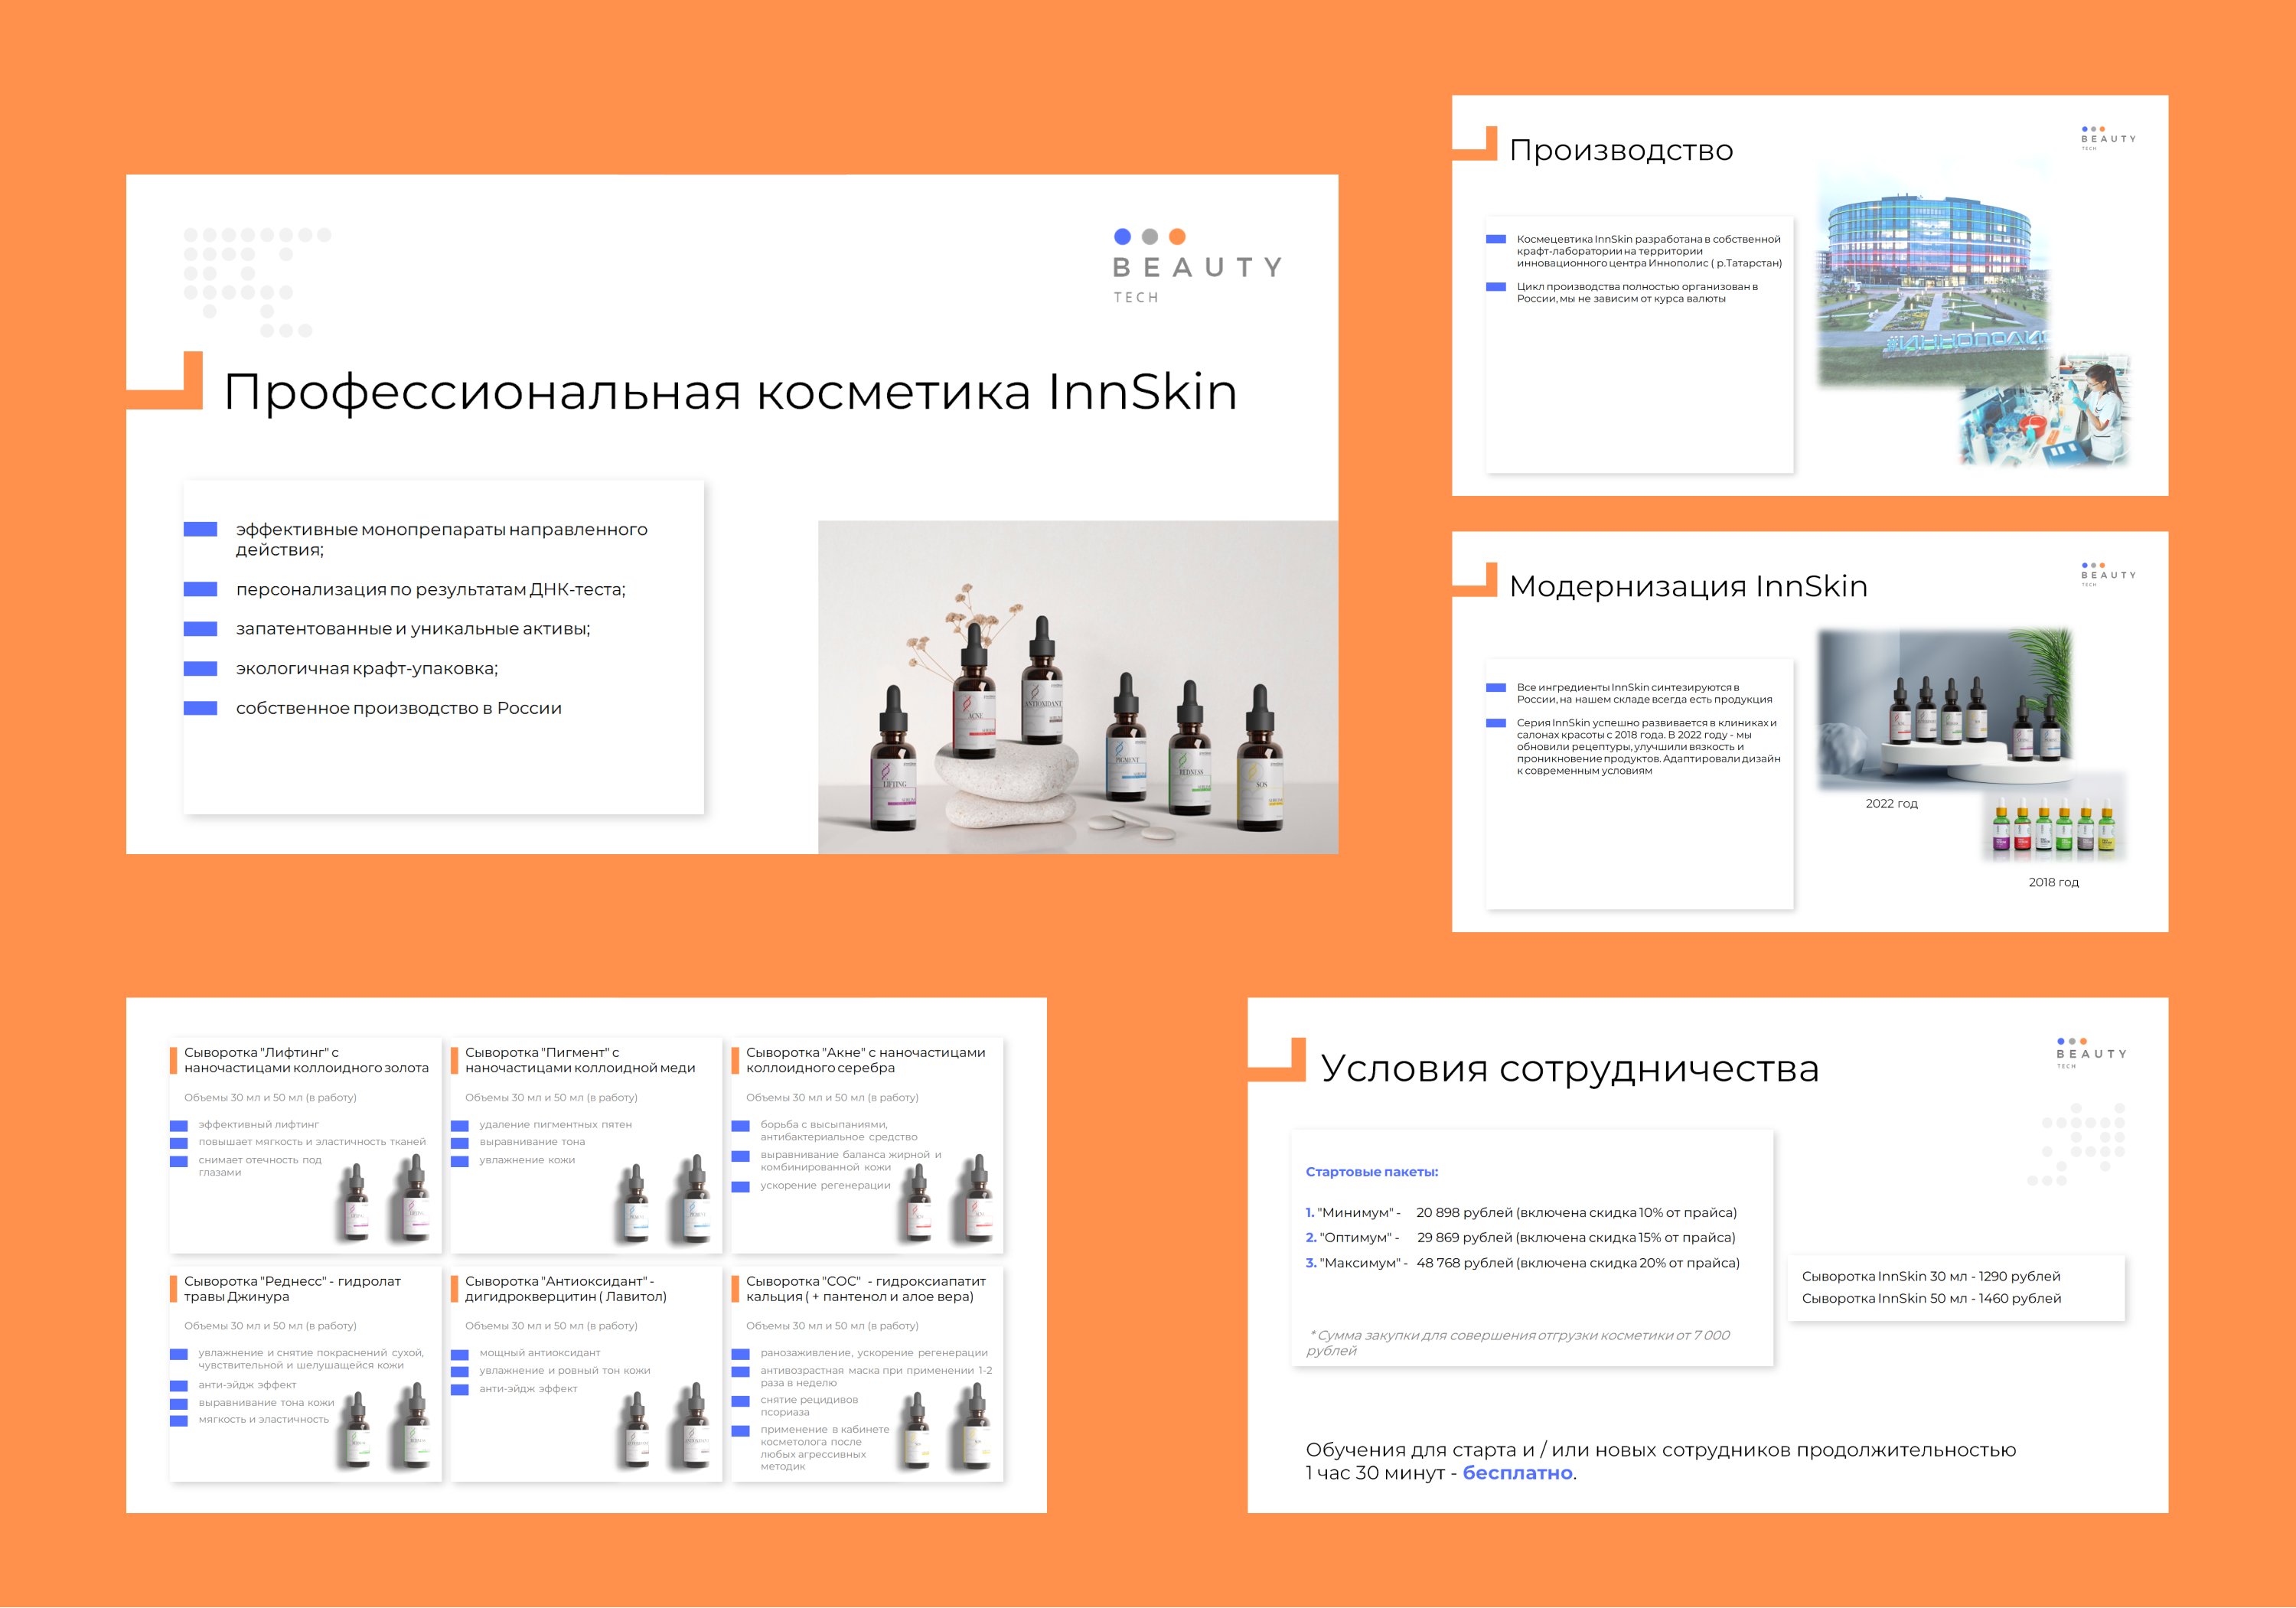 BEAUTY
TECH
Профессиональная косметика InnSkin
эффективные монопрепараты направленного
действия;
персонализация по результатам ДНК-теста;
запатентованные и уникальные активы;
экологичная крафт-упаковка;
собственное производство в России
LIFTING
ACNE
ANTIOXIDANT
PIGMENT
REDNESS
SOS
Производство
BEAUTY
TECH
Космецевтика InnSkin разработана в собственной
крафт-лаборатории на территории
инновационного центра Иннополис ( р.Татарстан)
Цикл производства полностью организован в
России, мы не зависим от курса валюты
Модернизация InnSkin
BEAUTY
TECH
Все ингредиенты InnSkin синтезируются в
России, на нашем складе всегда есть продукция
Серия InnSkin успешно развивается в клиниках и
салонах красоты с 2018 года. В 2022 году - мы
обновили рецептуры, улучшили вязкость и
проникновение продуктов. Адаптировали дизайн
к современным условиям
2022 год
2018 год
Сыворотка "Лифтинг" с
наночастицами коллоидного золота
Объемы 30 мл и 50 мл (в работу)
эффективный лифтинг
повышает мягкость и эластичность тканей
снимает отечность под
глазами
Сыворотка "Пигмент" с
наночастицами коллоидной меди
Объемы 30 мл и 50 мл (в работу)
удаление пигментных пятен
выравнивание тона
увлажнение кожи
Сыворотка "Акне" с наночастицами
коллоидного серебра
Объемы 30 мл и 50 мл (в работу)
борьба с высыпаниями,
антибактериальное средство
выравнивание баланса жирной и
комбинированной кожи
ускорение регенерации
Сыворотка "Реднесс" - гидролат
травы Джинура
Объемы 30 мл и 50 мл (в работу)
увлажнение и снятие покраснений сухой,
чувствительной и шелушащейся кожи
анти-эйдж эффект
выравнивание тона кожи
мягкость и эластичность
Сыворотка "Антиоксидант" -
дигидрокверцитин ( Лавитол)
Объемы 30 мл и 50 мл (в работу)
мощный антиоксидант
увлажнение и ровный тон кожи
анти-эйдж эффект
Сыворотка "СОС" - гидроксиапатит
кальция ( + пантенол и алое вера)
Объемы 30 мл и 50 мл (в работу)
ранозаживление, ускорение регенерации
антивозрастная маска при применении 1-2
раза в неделю
снятие рецидивов
псориаза
применение в кабинете
косметолога после
любых агрессивных
методик
Условия сотрудничества
BEAUTY
TECH
Стартовые пакеты:
1. "Минимум" - 20 898 рублей (включена скидка 10% от прайса)
2. "Оптимум" - 29 869 рублей (включена скидка 15% от прайса)
3. "Максимум" - 48 768 рублей (включена скидка 20% от прайса)
* Сумма закупки для совершения отгрузки косметики от 7 000
рублей
Сыворотка InnSkin 30 мл - 1290 рублей
Сыворотка InnSkin 50 мл - 1460 рублей
Обучения для старта и / или новых сотрудников продолжительностью
1 час 30 минут - бесплатно.